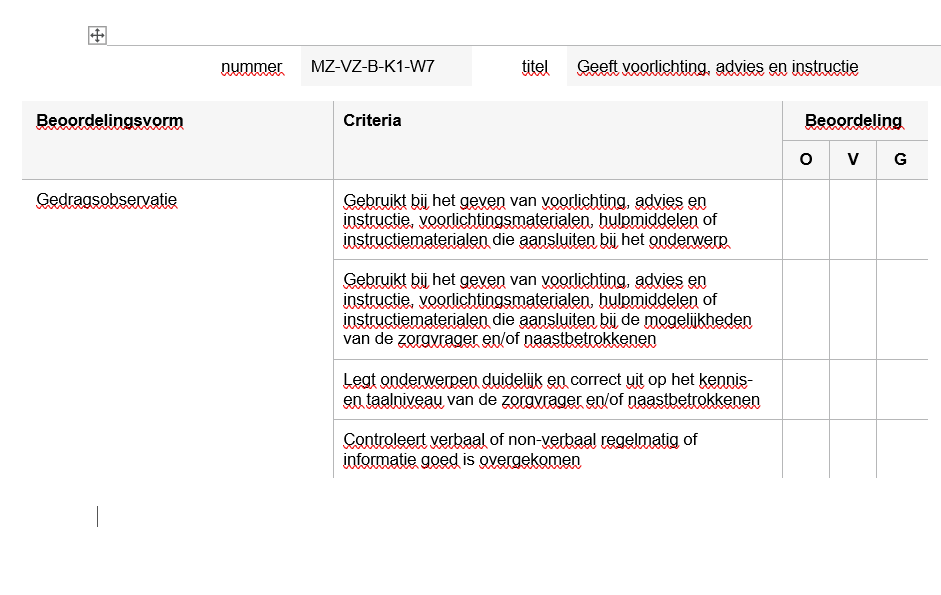 nummer MZ-VZ-B-K1-W7 titel Geeft voorlichting, advies en instructie
Beoordelingsvorm Criteria Beoordeling
O V G
Gedragsobservatie Gebruikt bij het geven van voorlichting, advies en
instructie, voorlichtingsmaterialen, hulpmiddelen of
instructiematerialen die aansluiten bij het onderwerp
Gebruikt bij het geven van voorlichting, advies en
instructie, voorlichtingsmaterialen, hulpmiddelen of
instructiematerialen die aansluiten bij de mogelijkheden
van de zorgvrager en/of naastbetrokkenen
Legt onderwerpen duidelijk en correct uit op het kennis-
en taalniveau van de zorgvrager en/of naastbetrokkenen
Controleert verbaal of non-verbaal regelmatig of
informatie goed is overgekomen